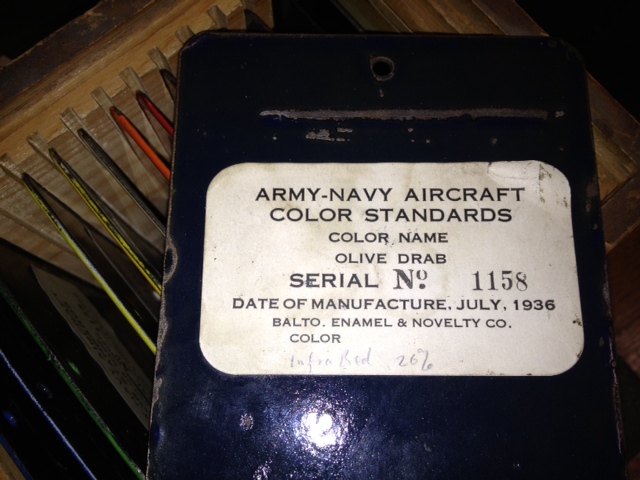 ARMY-NAVY AIRCRAFT
COLOR STANDARDS
COLOR NAME
OLIVE DRAB
SERIAL Nº 1158
DATE OF MANUFACTURE, JULY, 1936
BALTO. ENAMEL & NOVELTY CO.
COLOR
Infra Red 20%